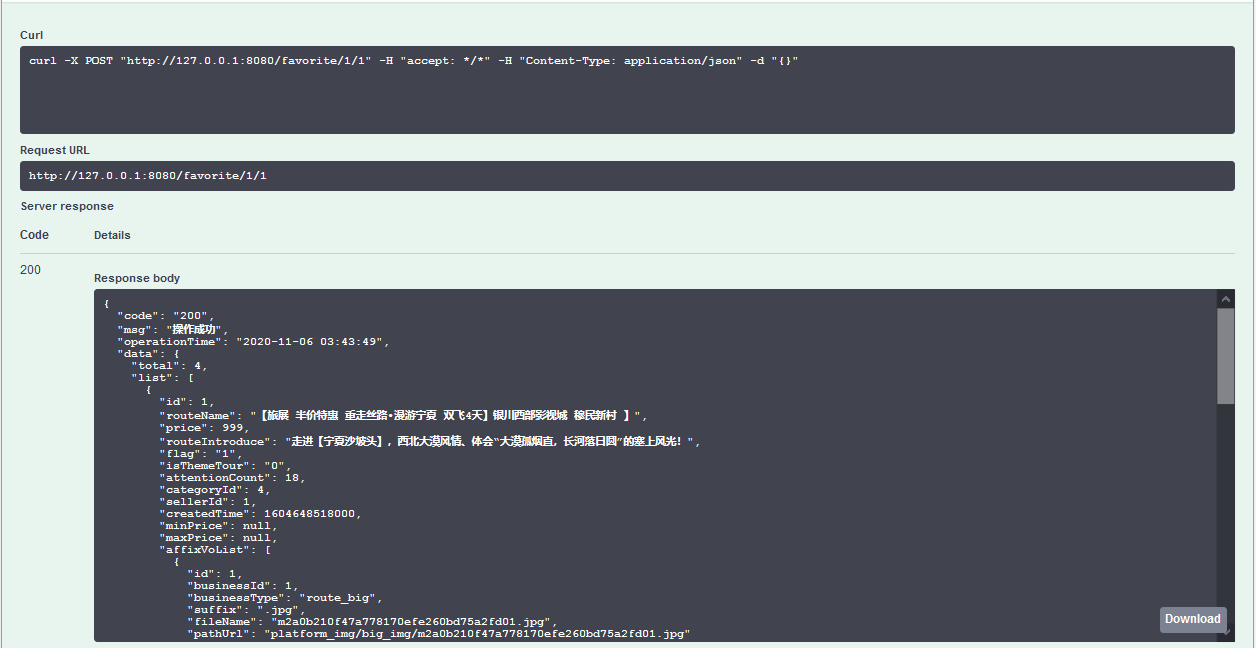 Curl
curl -X POST "http://127.0.0.1:8080/favorite/1/1" -H "accept: */*" -H "Content-Type: application/json" -d "{}"
Request URL
http://127.0.0.1:8080/favorite/1/1
Server response
Code Details
200
Response body
{
"code": "200",
"msg": "操作成功",
"operationTime": "2020-11-06 03:43:49",
"data": {
"total": 4,
"list": [
{
"id": 1,
"routeName": "【旅展 半价特惠 重走丝路•漫游宁夏 双飞4天】银川西部影视城 移民新村 】",
"price": 999,
"routeIntroduce": "走进【宁夏沙坡头】，西北大漠风情、体会“大漠孤烟直，长河落日圆”的塞上风光！",
"flag": "1",
"isThemeTour": "0",
"attentionCount": 18,
"categoryId": 4,
"sellerId": 1,
"createdTime": 1604648518000,
"minPrice": null,
"maxPrice": null,
"affixVoList": [
{
"id": 1,
"businessId": 1,
"businessType": "route_big",
"suffix": ".jpg",
"fileName": "m2a0b210f47a778170efe260bd75a2fd01.jpg",
"pathUrl": "platform_img/big_img/m2a0b210f47a778170efe260bd75a2fd01.jpg"
Download